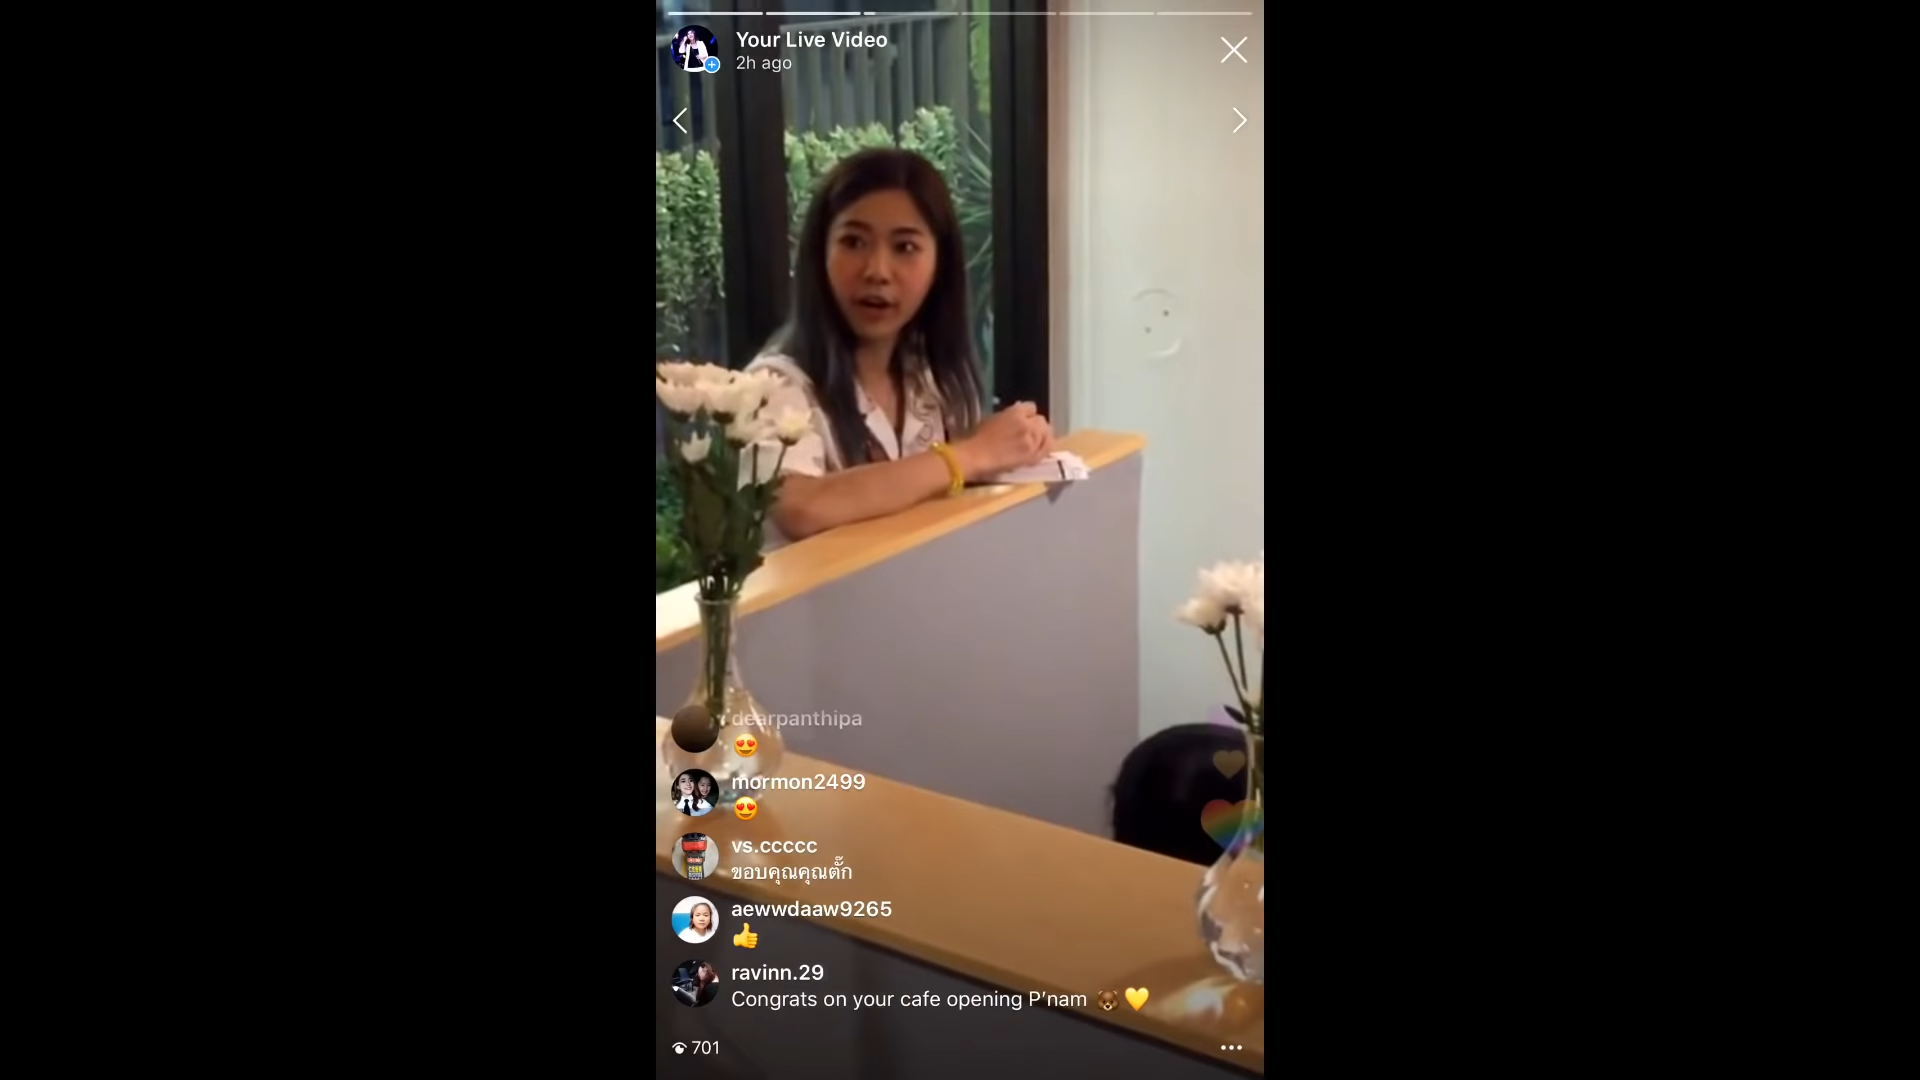 Your Live Video
2h ago
dearpanthipa
😍
mormon2499
😍
vs.ccccc
ขอบคุณคุณตั๊ก
aewwdaaw9265
👍
ravinn.29
Congrats on your cafe opening P’nam 🐻💛
701